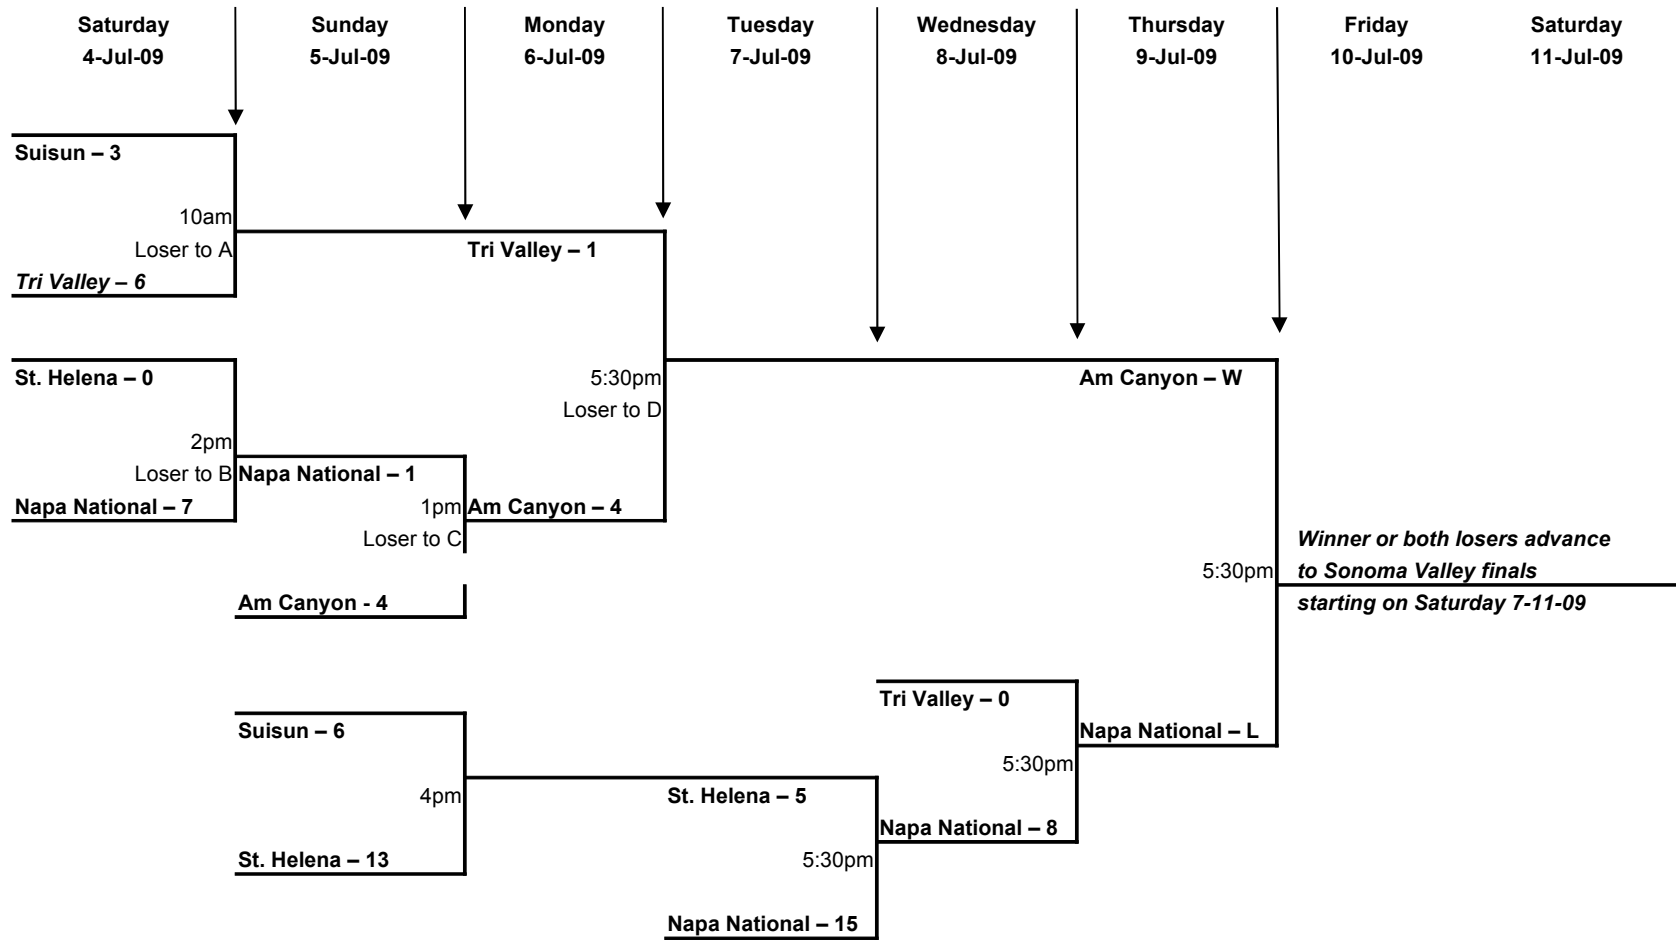 Saturday Sunday Monday Tuesday Wednesday Thursday Friday Saturday
4-Jul-09 5-Jul-09 6-Jul-09 7-Jul-09 8-Jul-09 9-Jul-09 10-Jul-09 11-Jul-09
Suisun – 3
10am
Loser to A
Tri Valley – 1
Tri Valley – 6
St. Helena – 0
5:30pm
Am Canyon – W
Loser to D
2pm
Loser to B
Napa National – 1
Napa National – 7
1pm
Am Canyon – 4
Loser to C
Winner or both losers advance
5:30pm
to Sonoma Valley finals
Am Canyon - 4
starting on Saturday 7-11-09
Tri Valley – 0
Suisun – 6
Napa National – L
5:30pm
4pm
St. Helena – 5
Napa National – 8
St. Helena – 13
5:30pm
Napa National – 15